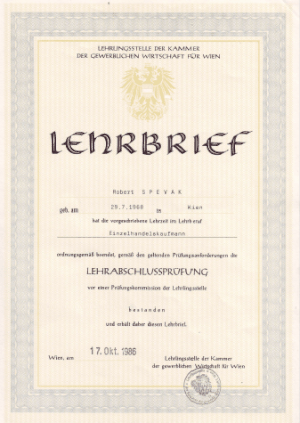 LEHRLINGSSTELLE DER KAMMER
DER GEWERBLICHEN WIRTSCHAFT FÜR WIEN
LEHRBRIEF
Robert SPEVAK
geb. am 29.7.1968 in Wien
hat die vorgeschriebene Lehrzeit im Lehrberuf
Einzelhandelskaufmann
ordnungsgemäß beendet, gemäß den geltenden Prüfungsanforderungen die
LEHRABSCHLUSSPRÜFUNG
vor einer Prüfungskommission der Lehrlingsstelle
bestanden
und erhält daher diesen Lehrbrief.
Wien, am 17. Okt. 1986
Lehrlingsstelle der Kammer
der gewerblichen Wirtschaft für Wien